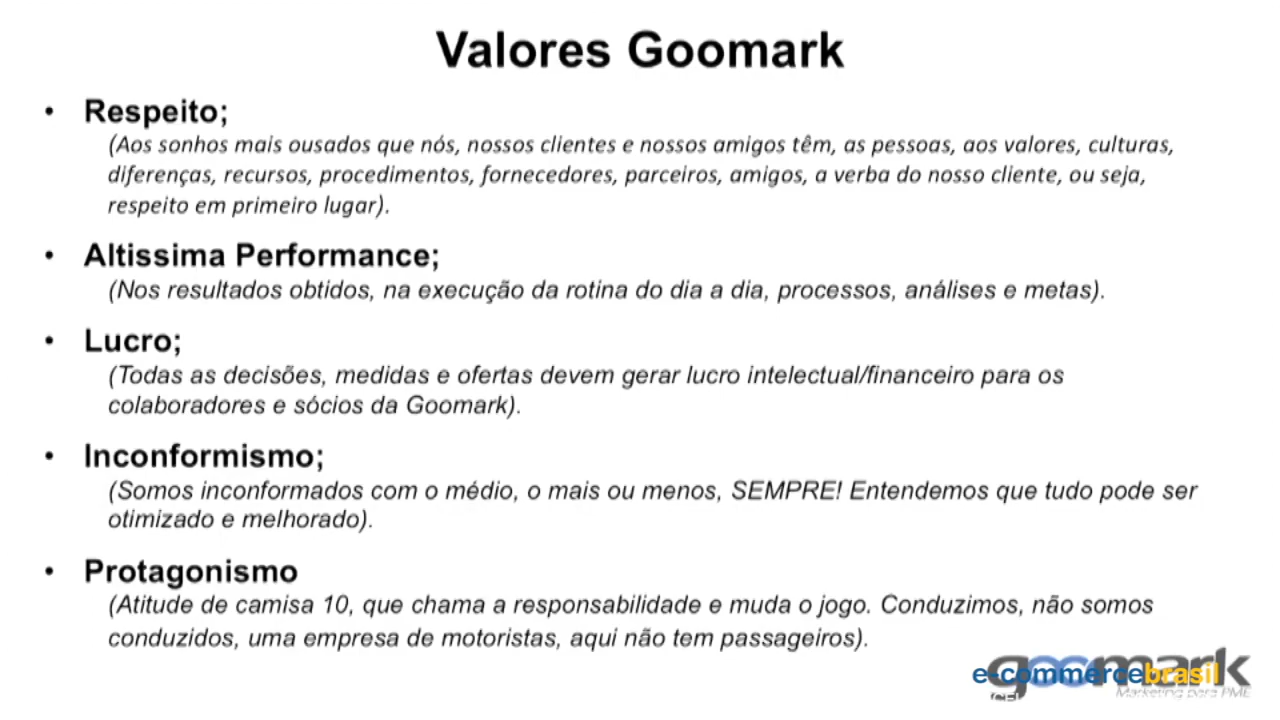 Valores Goomark
• Respeito;
(Aos sonhos mais ousados que nós, nossos clientes e nossos amigos têm, as pessoas, aos valores, culturas,
diferenças, recursos, procedimentos, fornecedores, parceiros, amigos, a verba do nosso cliente, ou seja,
respeito em primeiro lugar).
• Altissima Performance;
(Nos resultados obtidos, na execução da rotina do dia a dia, processos, análises e metas).
• Lucro;
(Todas as decisões, medidas e ofertas devem gerar lucro intelectual/financeiro para os
colaboradores e sócios da Goomark).
• Inconformismo;
(Somos inconformados com o médio, o mais ou menos, SEMPRE! Entendemos que tudo pode ser
otimizado e melhorado).
• Protagonismo
(Atitude de camisa 10, que chama a responsabilidade e muda o jogo. Conduzimos, não somos
conduzidos, uma empresa de motoristas, aqui não tem passageiros).
goomark
e-commercebrasil
Marketing para PME